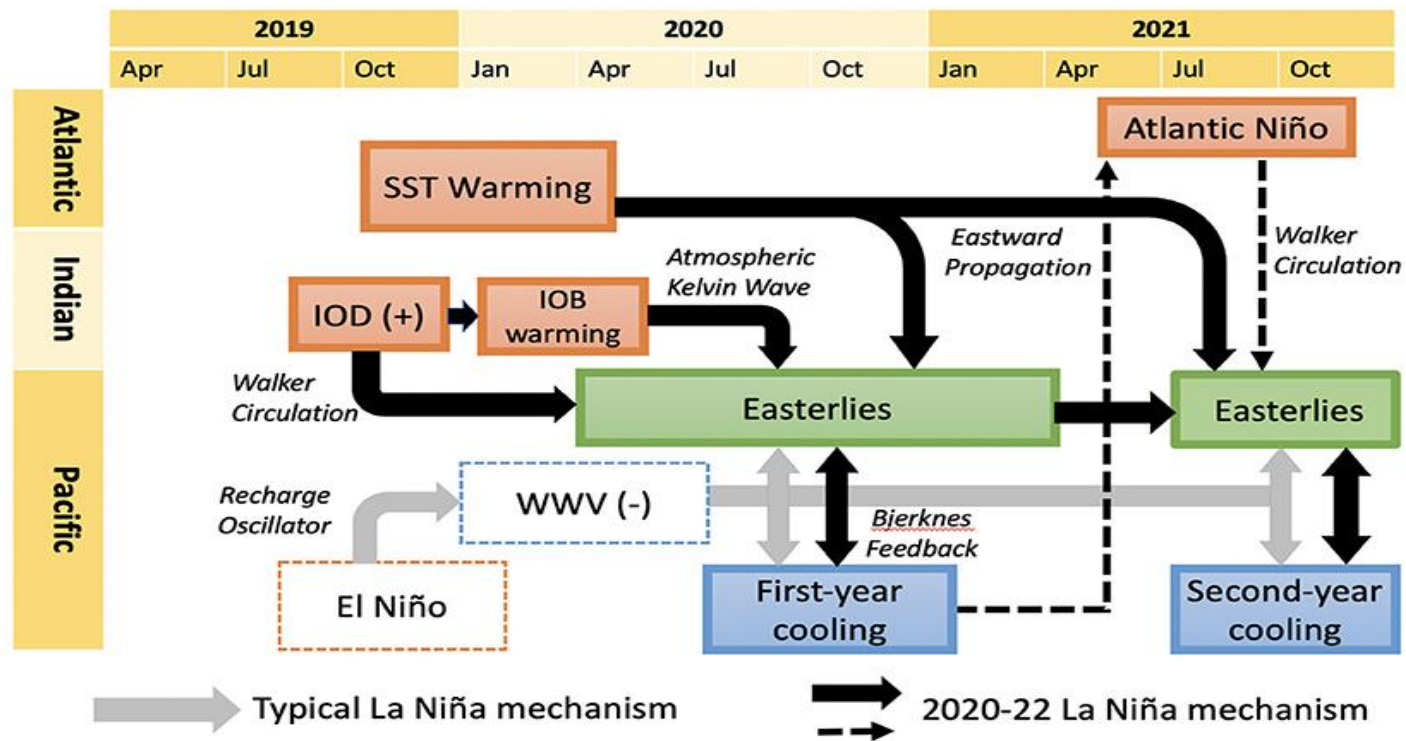 2019 2020 2021
Apr Jul Oct Jan Apr Jul Oct Jan Apr Jul Oct
Atlantic
Atlantic Niño
SST Warming
Indian
Atmospheric
Kelvin Wave
Eastward
Propagation
Walker
Circulation
IOD (+)
IOB
warming
Walker
Circulation
Easterlies
Easterlies
Pacific
Recharge
Oscillator
WWV (-)
Bjerknes
Feedback
El Niño
First-year
cooling
Second-year
cooling
Typical La Niña mechanism
2020-22 La Niña mechanism